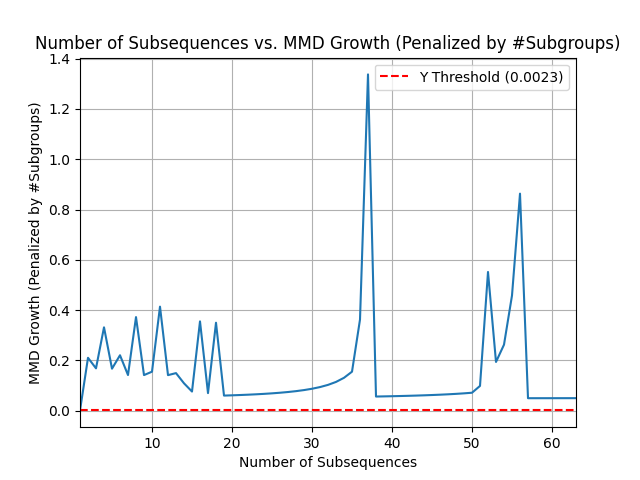 Number of Subsequences vs. MMD Growth (Penalized by #Subgroups)
MMD Growth (Penalized by #Subgroups)
1.4
1.2
1.0
0.8
0.6
0.4
0.2
0.0
Y Threshold (0.0023)
10 20 30 40 50 60
Number of Subsequences